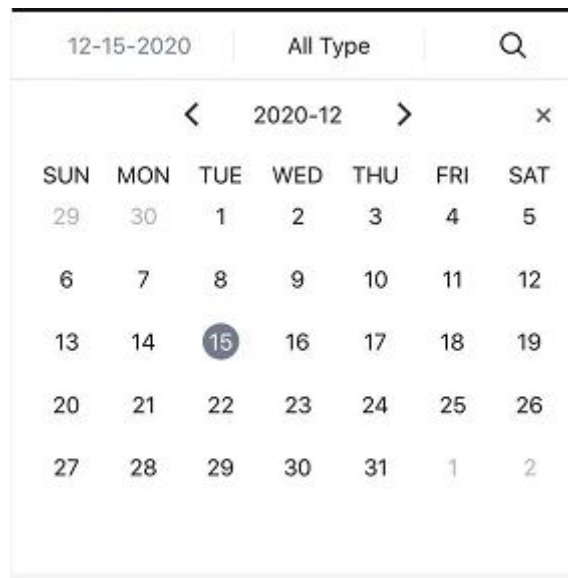 12-15-2020 All Type
2020-12
SUN MON TUE WED THU FRI SAT
29 30 1 2 3 4 5
6 7 8 9 10 11 12
13 14 15 16 17 18 19
20 21 22 23 24 25 26
27 28 29 30 31 1 2